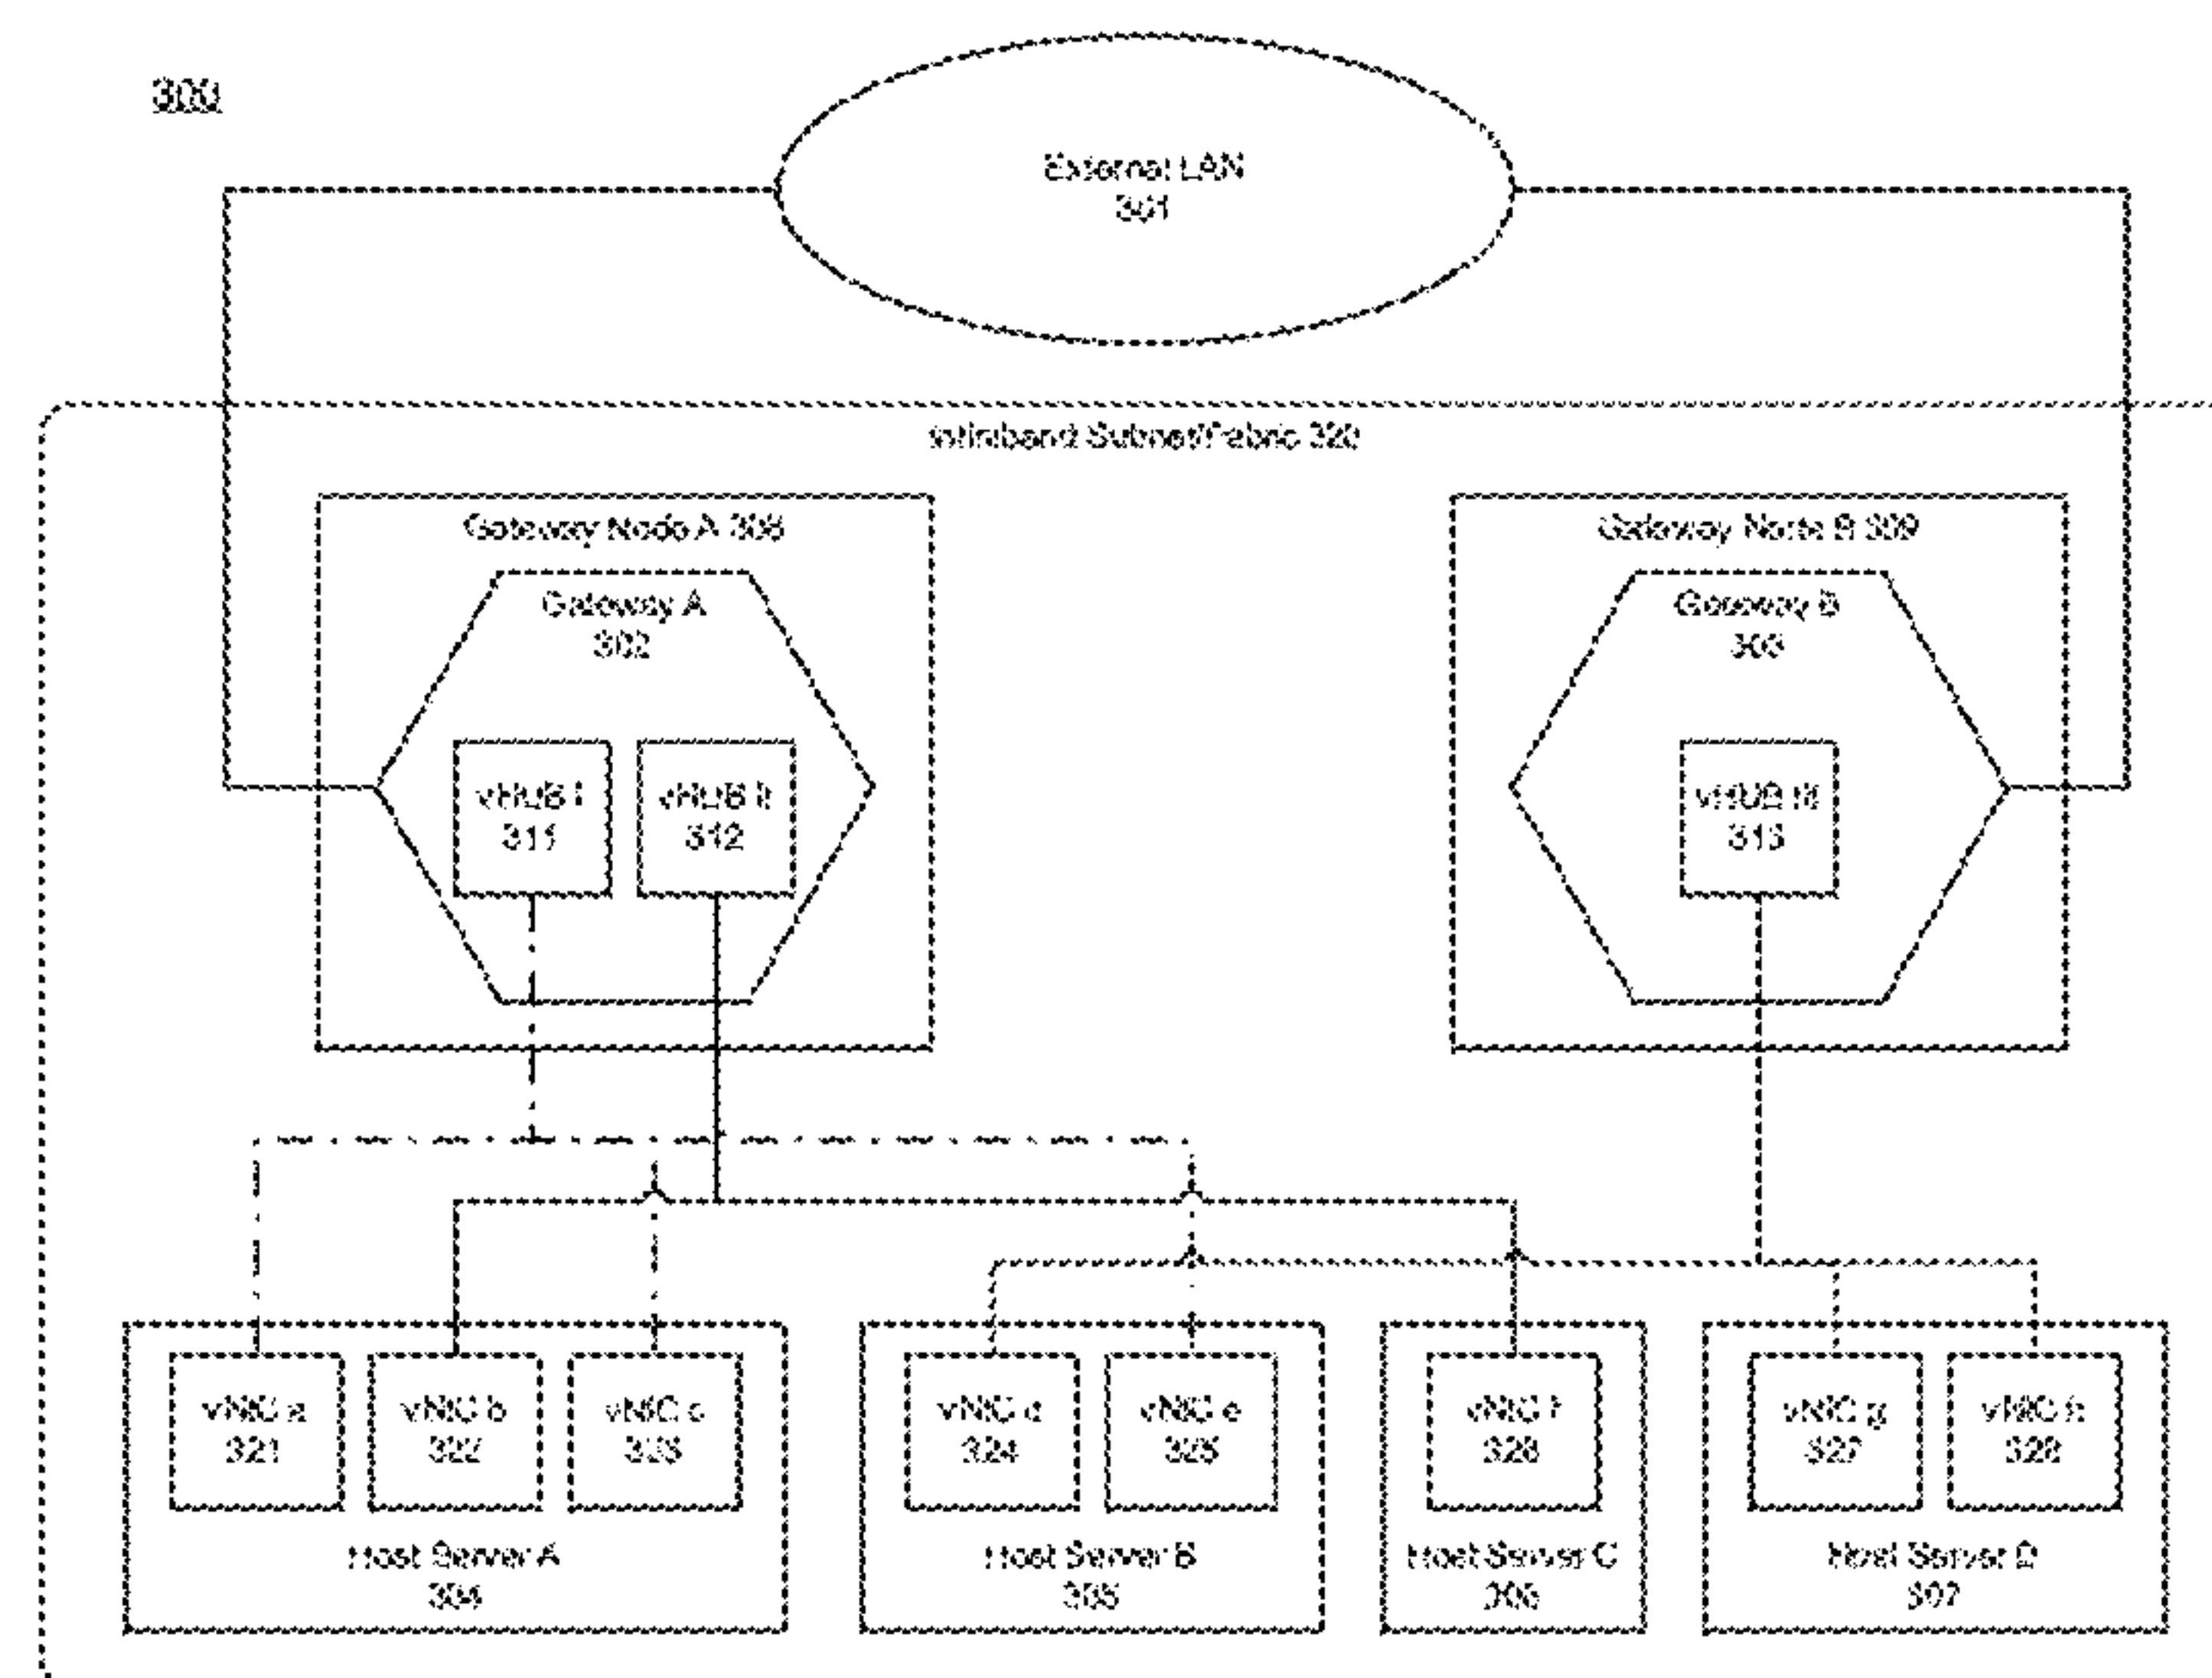 300
External LAN
301
Infiniband Subnet/Fabric 320
Gateway Node A 308
Gateway Node B 309
Gateway A
302
Gateway B
303
vHUB I
311
vHUB II
312
vHUB III
313
vNIC a
321
vNIC b
322
vNIC c
323
vNIC d
324
vNIC e
325
vNIC f
326
vNIC g
327
vNIC h
328
Host Server A
304
Host Server B
305
Host Server C
306
Host Server D
307